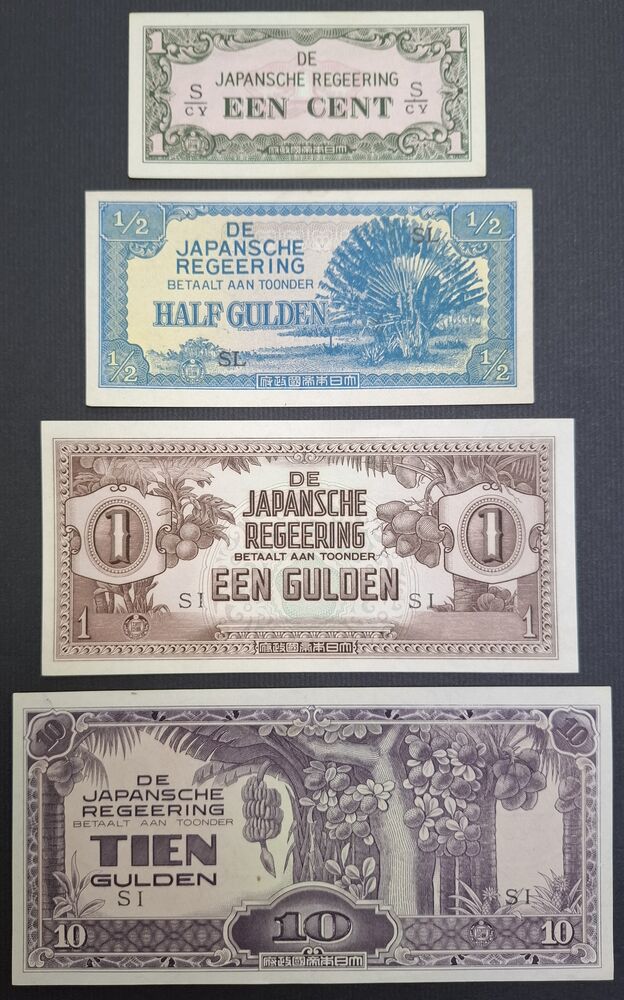 1 1
DE
JAPANSCHE REGEERING
S/CY EEN CENT S/CY
1 1
大日本帝國政府
1/2 1/2
DE
JAPANSCHE
REGEERING
SL
BETAALT AAN TOONDER
HALF GULDEN
SL
1/2 1/2
大日本帝國政府
DE
JAPANSCHE
REGEERING
1 1
BETAALT AAN TOONDER
SI EEN GULDEN SI
1 1
大日本帝國政府
10 10
DE
JAPANSCHE
REGEERING
BETAALT AAN TOONDER
TIEN
GULDEN
SI SI
10 10 10
大日本帝國政府